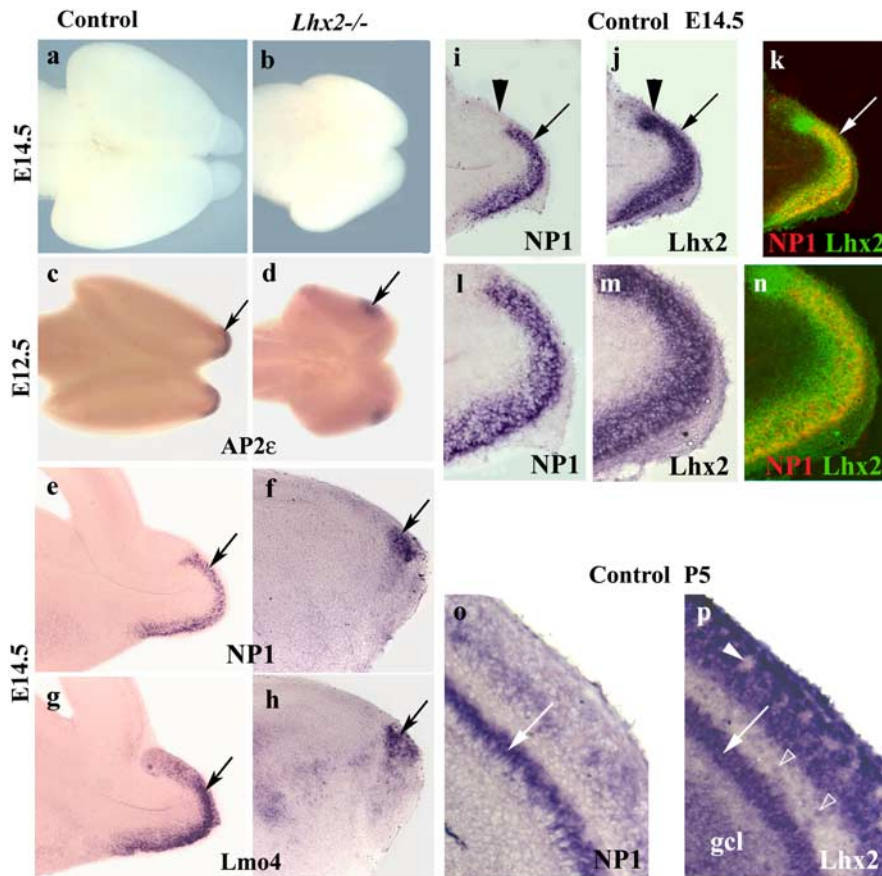 Control Lhx2-/- Control E14.5
a b i j k
E14.5
NP1 Lhx2 NP1 Lhx2
c d l m n
E12.5
AP2ε NP1 Lhx2 NP1 Lhx2
e f
NP1
Control P5
E14.5
o p
g h
gcl
Lmo4 NP1 Lhx2